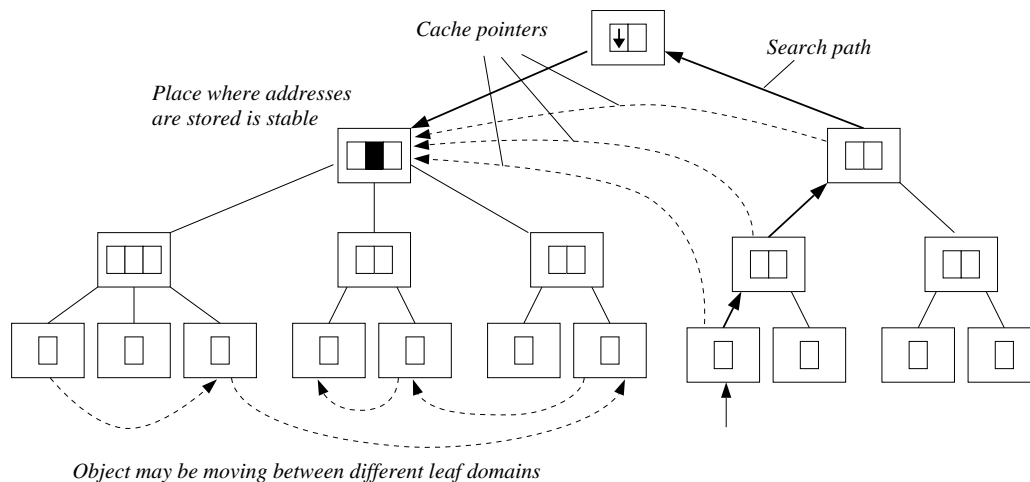 Cache pointers
Search path
Place where addresses
are stored is stable
Object may be moving between different leaf domains